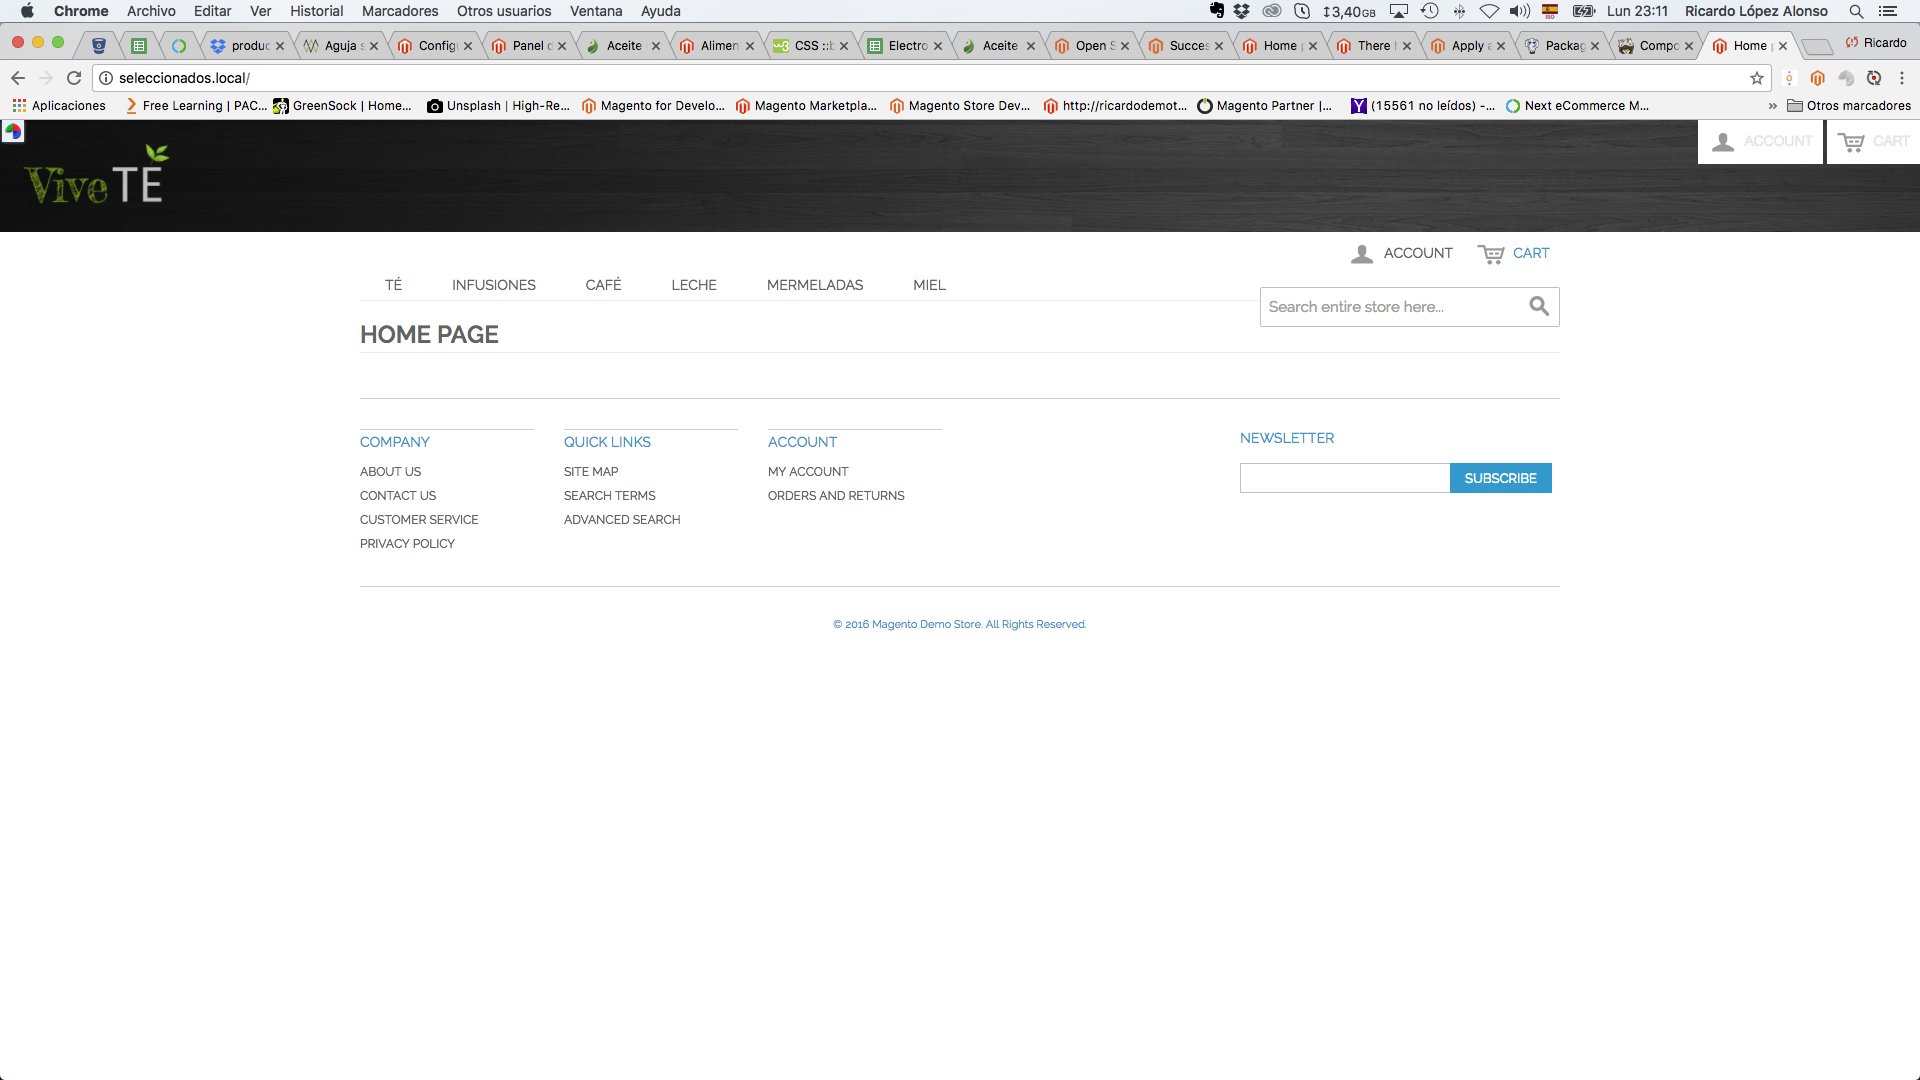 Chrome Archivo Editar Ver Historial Marcadores Otros usuarios Ventana Ayuda 3,40GB Lun 23:11 Ricardo López Alonso
produc Aguja s Configu Panel d Aceite Alimen CSS ::b Electro Aceite Open S Succes Home p There h Apply a Packag Compo Home p Ricardo
seleccionados.local/
Aplicaciones Free Learning | PAC... GreenSock | Home... Unsplash | High-Re... Magento for Develo... Magento Marketpla... Magento Store Dev... http://ricardodemot... Magento Partner |... (15561 no leídos) -... Next eCommerce M... » Otros marcadores
ViveTÉ
ACCOUNT CART
ACCOUNT CART
TÉ INFUSIONES CAFÉ LECHE MERMELADAS MIEL
Search entire store here...
HOME PAGE
COMPANY
ABOUT US
CONTACT US
CUSTOMER SERVICE
PRIVACY POLICY
QUICK LINKS
SITE MAP
SEARCH TERMS
ADVANCED SEARCH
ACCOUNT
MY ACCOUNT
ORDERS AND RETURNS
NEWSLETTER
SUBSCRIBE
© 2016 Magento Demo Store. All Rights Reserved.